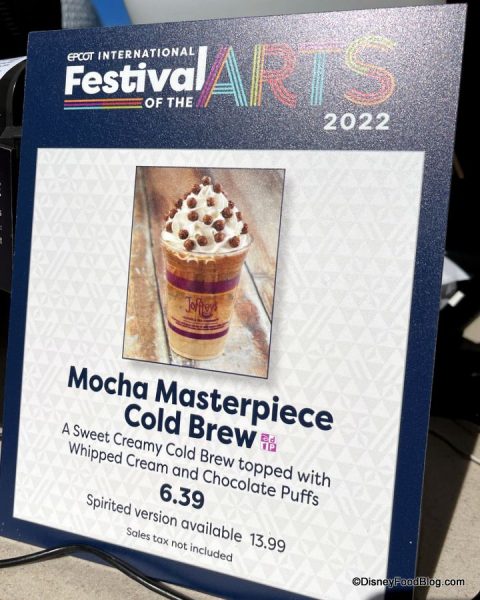 EPCOT INTERNATIONAL
Festival
OF THE ARTS
2022
Joffrey's
Mocha Masterpiece
Cold Brew
A Sweet Creamy Cold Brew topped with
Whipped Cream and Chocolate Puffs
6.39
Spirited version available 13.99
Sales tax not included
©DisneyFoodBlog.com